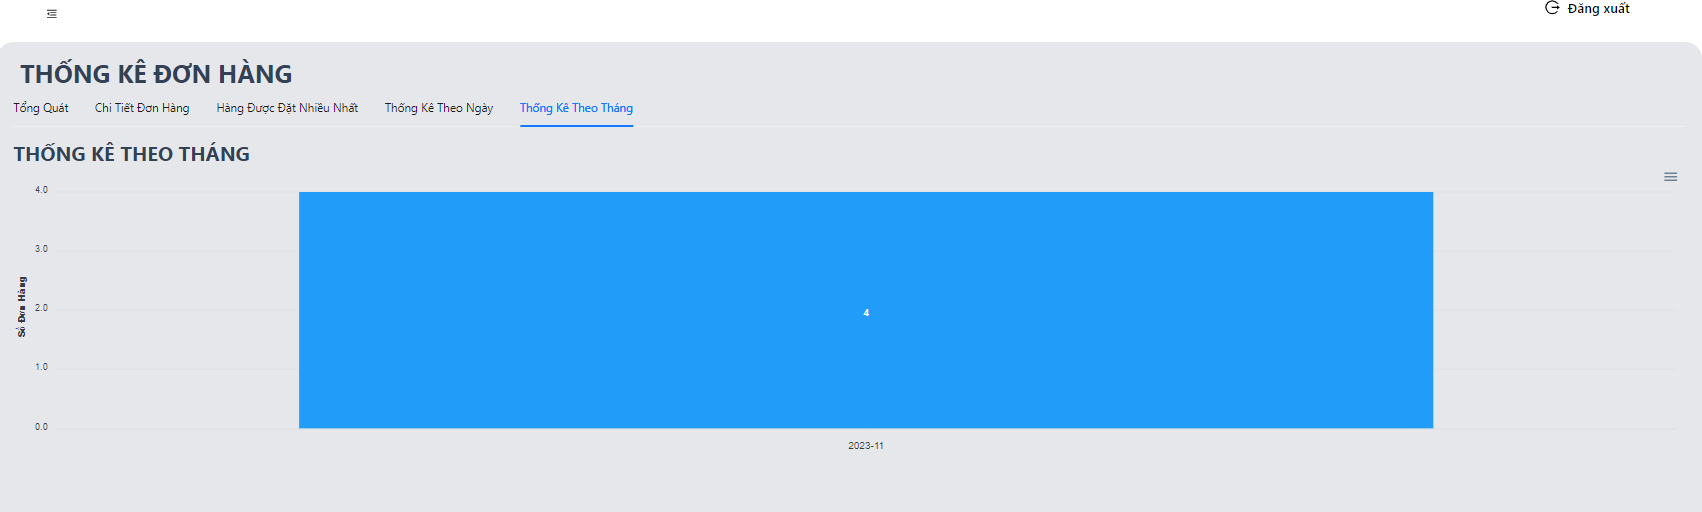 Đăng xuất
THỐNG KÊ ĐƠN HÀNG
Tổng Quát Chi Tiết Đơn Hàng Hàng Được Đặt Nhiều Nhất Thống Kê Theo Ngày Thống Kê Theo Tháng
THỐNG KÊ THEO THÁNG
4.0
3.0
2.0
1.0
0.0
Số Đơn Hàng
4
2023-11